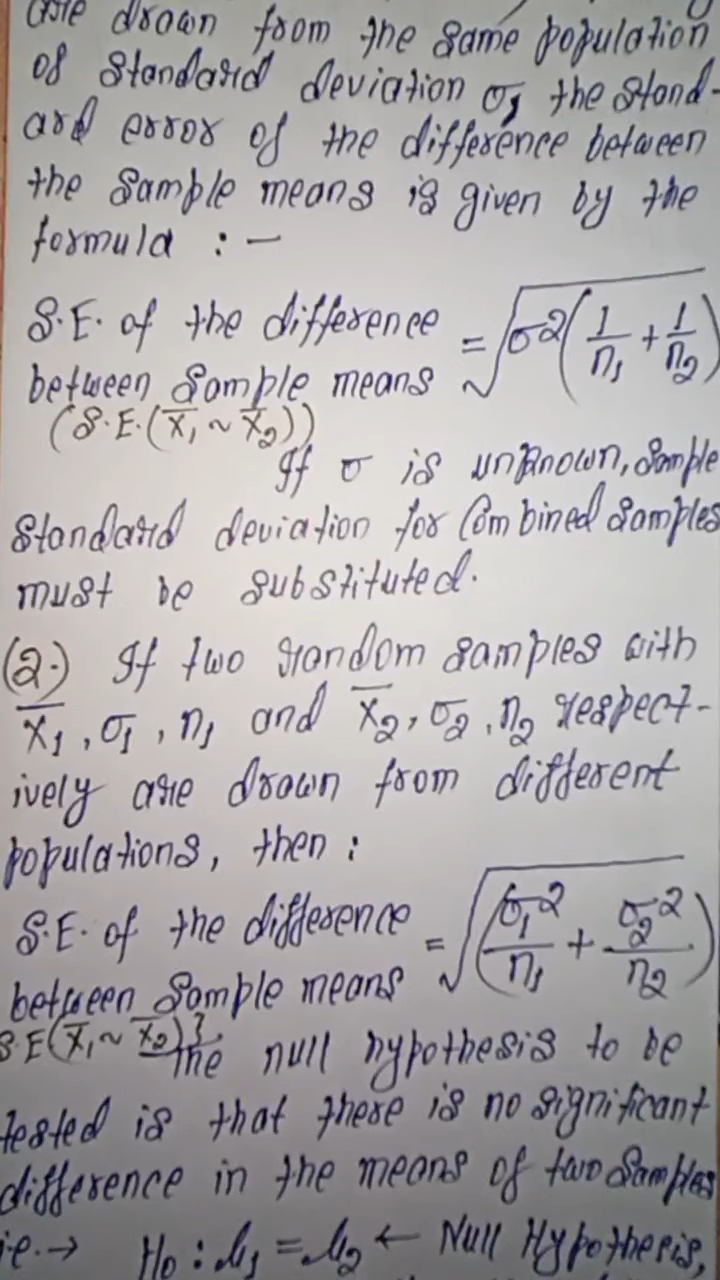 are drawn from the same population
of standard deviation σ, the stand-
ard error of the difference between
the sample means is given by the
formula : —
S.E. of the difference
between sample means = √σ²(1/n₁ + 1/n₂)
(S.E.(x̄₁ ~ x̄₂))
If σ is unknown, sample
standard deviation for combined samples
must be substituted.
(2.) If two random samples with
x̄₁, σ₁, n₁ and x̄₂, σ₂, n₂ respect-
ively are drawn from different
populations, then :
S.E. of the difference
between sample means = √(σ₁²/n₁ + σ₂²/n₂)
S.E(x̄₁ ~ x̄₂)}
The null hypothesis to be
tested is that there is no significant
difference in the means of two samples
i.e. → H₀ : μ₁ = μ₂ ← Null Hypothesis,